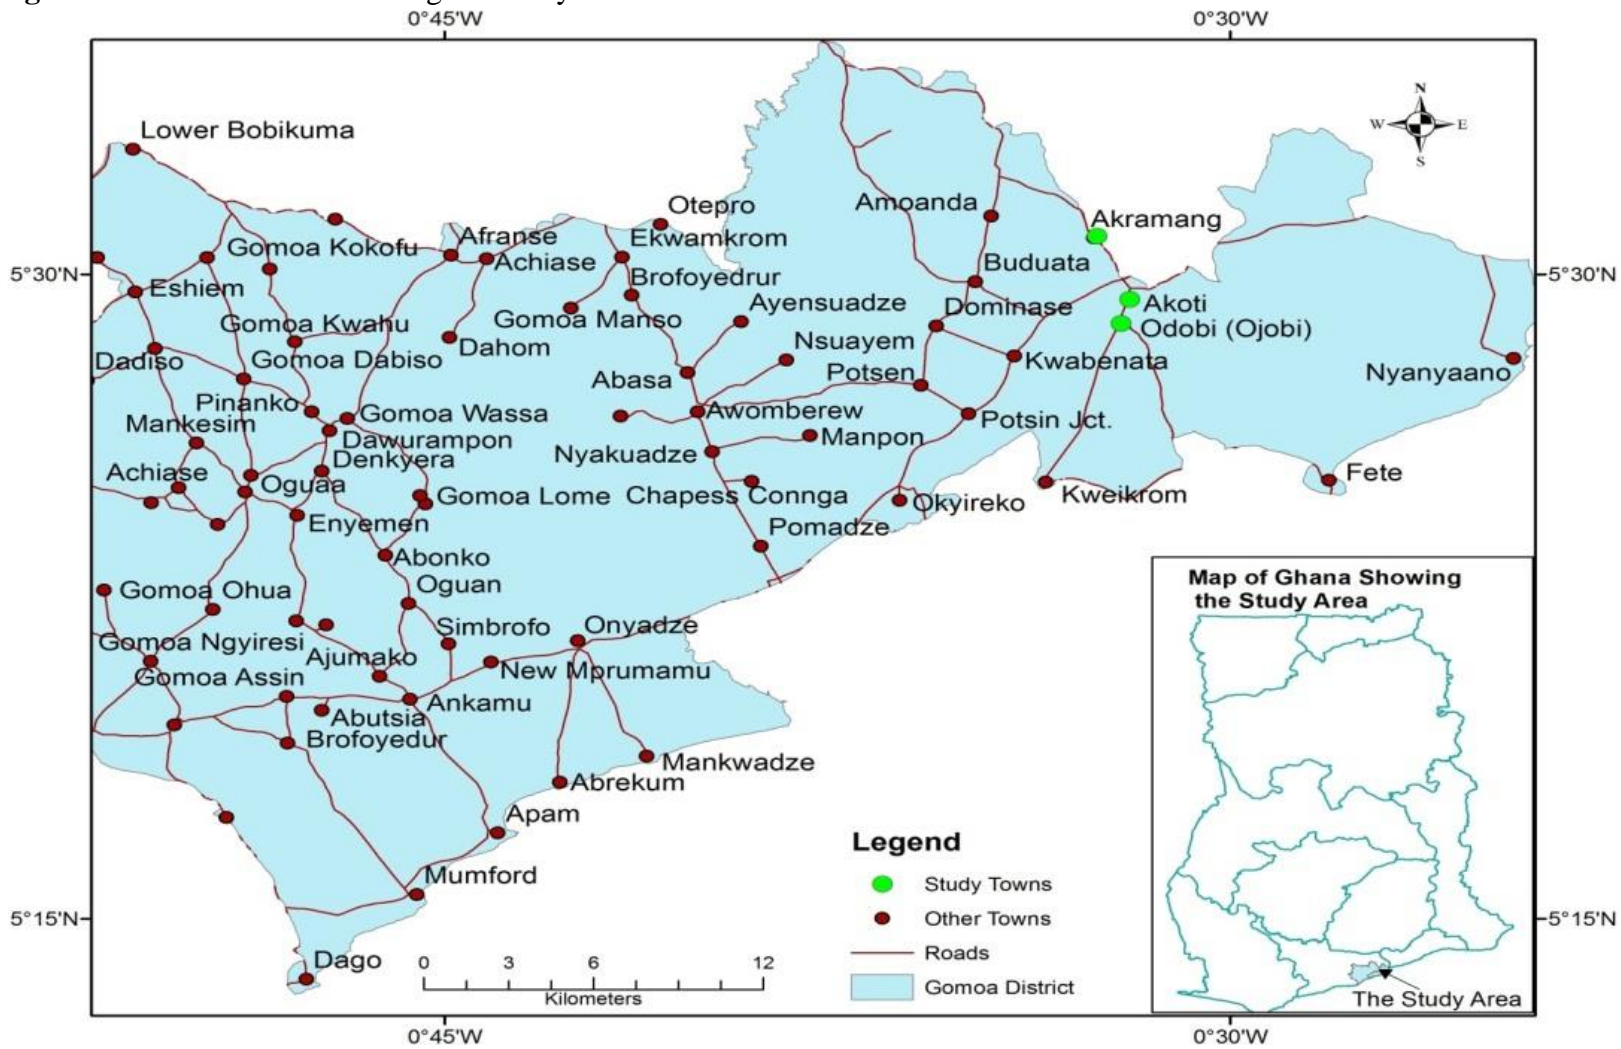 0°45'W
0°30'W
Lower Bobikuma
Otepro
Amoanda
Akramang
Gomoa Kokofu
Afranse
Ekwamkrom
Achiase
Buduata
5°30'N
5°30'N
Eshiem
Brofoyedrur
Ayensuadze
Dominase
Akoti
Gomoa Kwahu
Gomoa Manso
Odobi (Ojobi)
Dahom
Nsuayem
Dadiso
Gomoa Dabiso
Kwabenata
Abasa
Potsen
Nyanyaano
Pinanko
Gomoa Wassa
Awomberew
Potsin Jct.
Mankesim
Dawurampon
Manpon
Denkyera
Nyakuadze
Achiase
Oguaa
Gomoa Lome
Chapess Connga
Okyireko
Kweikrom
Fete
Enyemen
Pomadze
Abonko
Gomoa Ohua
Oguan
Simbrofo
Onyadze
Gomoa Ngyiresi
Ajumako
New Mprumamu
Gomoa Assin
Ankamu
Abutsia
Brofoyedur
Mankwadze
Abrekum
Apam
Mumford
Dago
5°15'N
5°15'N
0 3 6 12
Kilometers
Legend
Study Towns
Other Towns
Roads
Gomoa District
N
W E
S
Map of Ghana Showing
the Study Area
The Study Area
0°45'W
0°30'W